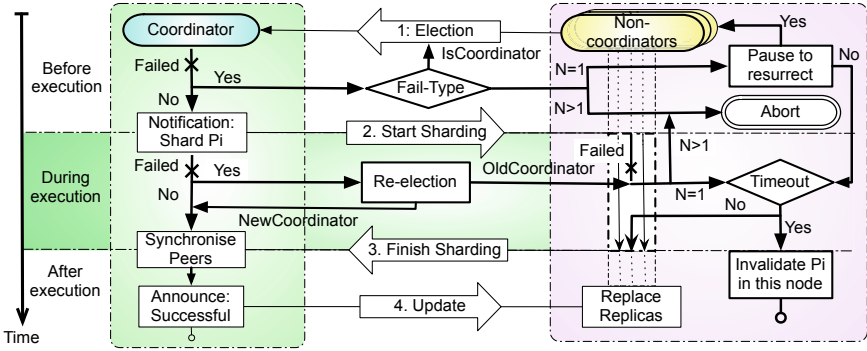 Coordinator
1: Election
Non-
coordinators
Yes
IsCoordinator
No
Before
execution
Failed
Yes
Fail-Type
N=1
Pause to
resurrect
No
N>1
Abort
Notification:
Shard Pi
2. Start Sharding
During
execution
Failed
Yes
Re-election
OldCoordinator
Failed
N>1
Timeout
No
N=1
NewCoordinator
No
Yes
Synchronise
Peers
3. Finish Sharding
After
execution
Invalidate Pi
in this node
Announce:
Successful
4. Update
Replace
Replicas
Time